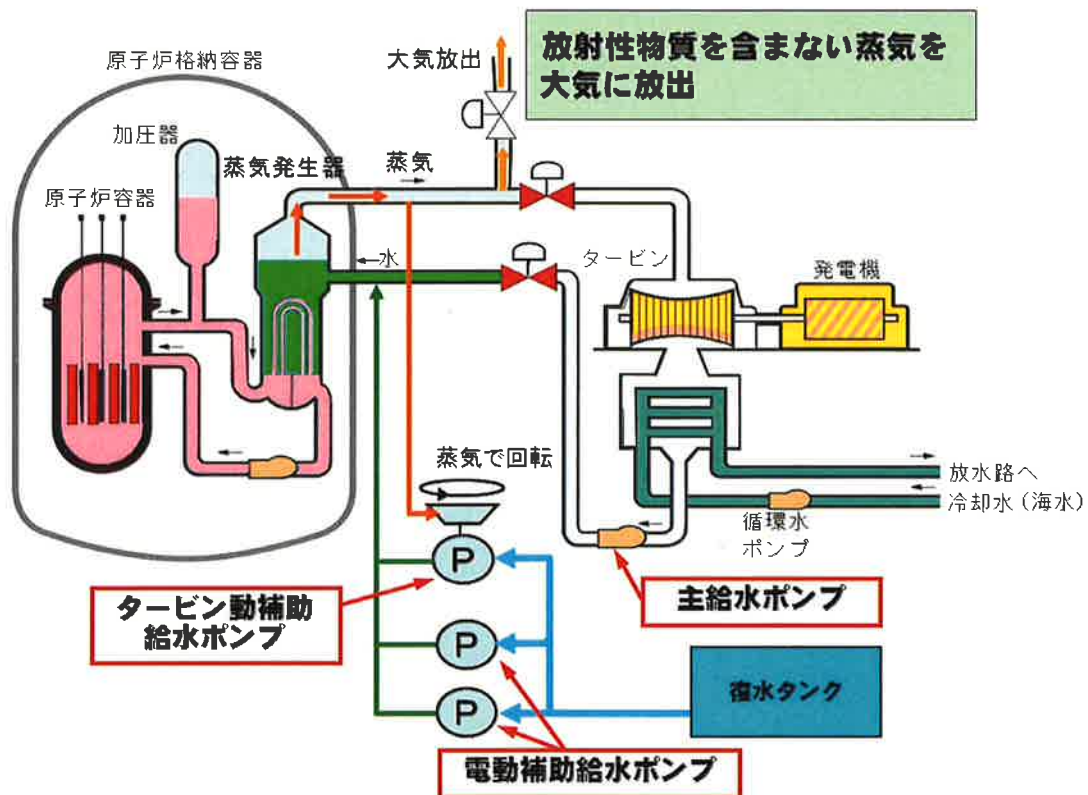 放射性物質を含まない蒸気を
大気に放出
大気放出
原子炉格納容器
加圧器
蒸気発生器
蒸気
原子炉容器
水
タービン
発電機
蒸気で回転
放水路へ
冷却水(海水)
循環水
ポンプ
P
タービン動補助
給水ポンプ
主給水ポンプ
P
復水タンク
P
電動補助給水ポンプ